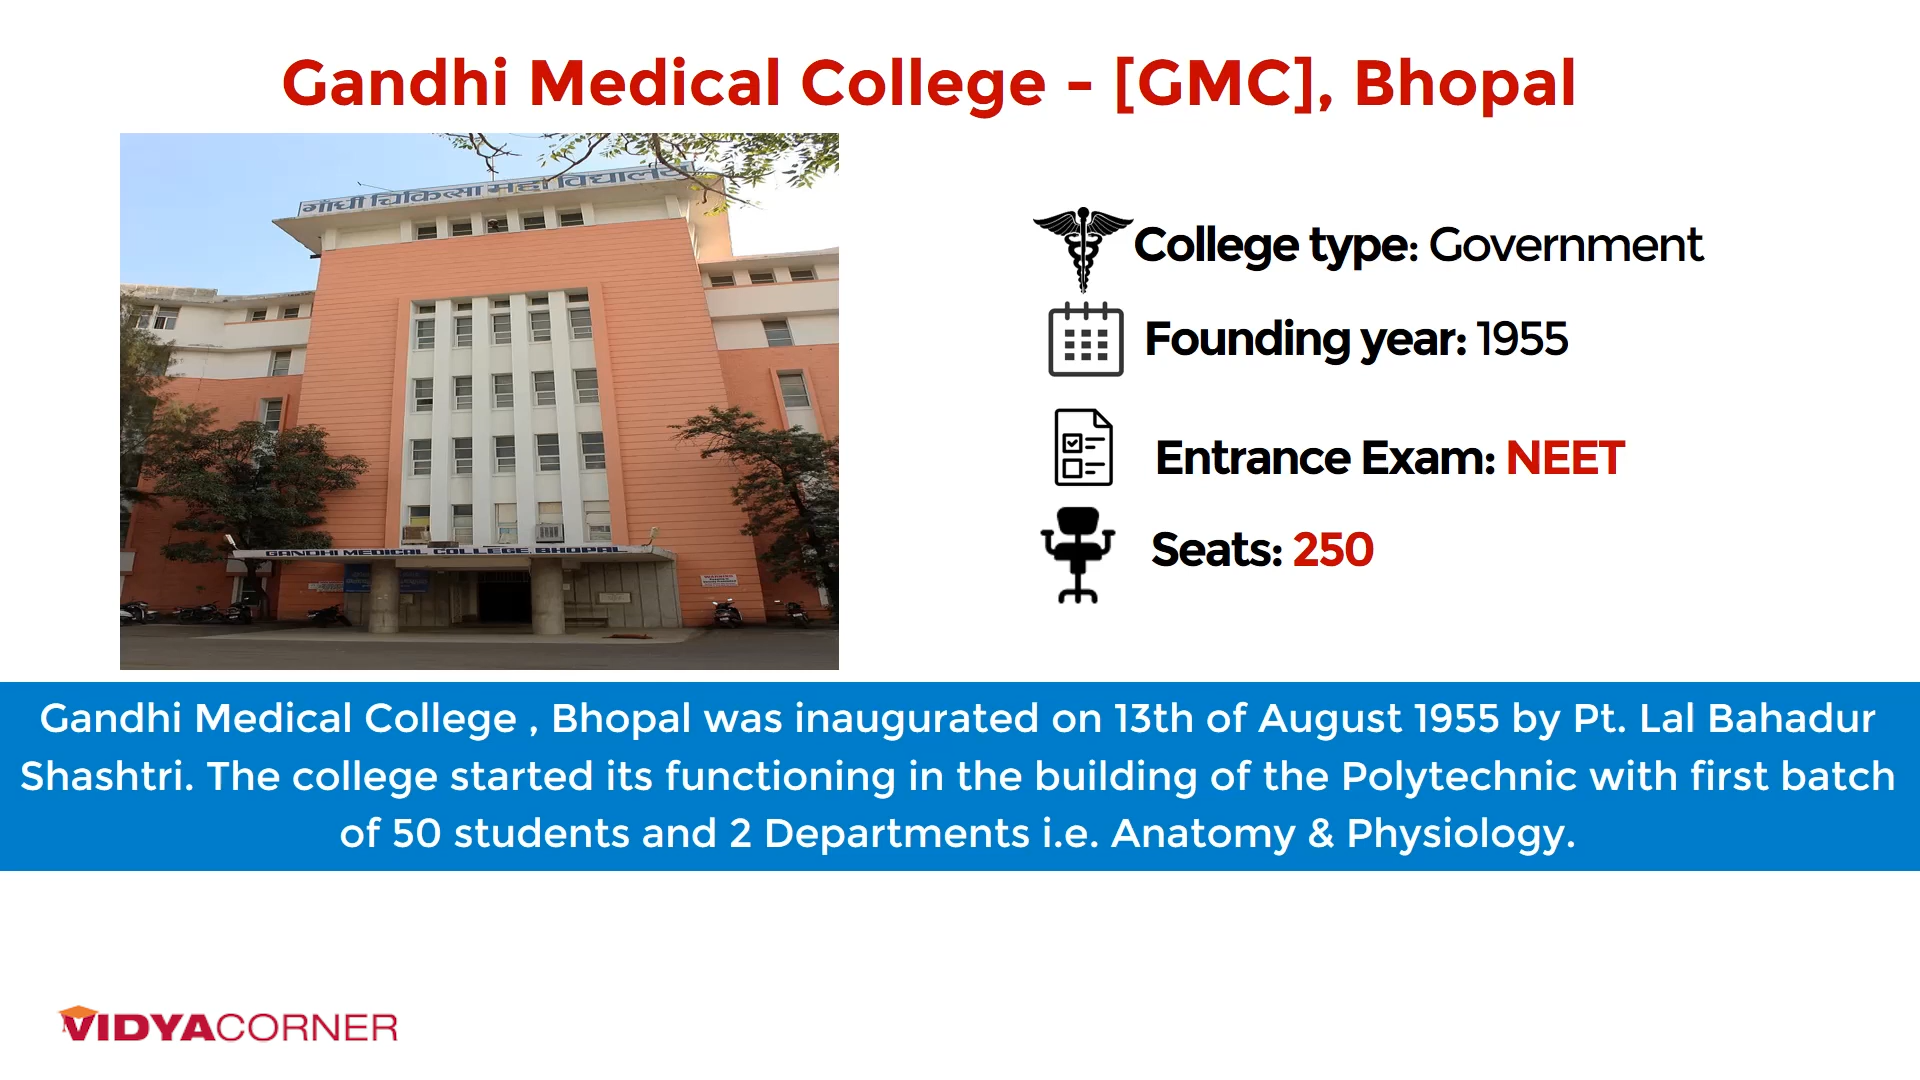 Gandhi Medical College - [GMC], Bhopal
गाँधी चिकित्सा महा विद्यालय
GANDHI MEDICAL COLLEGE, BHOPAL
College type: Government
Founding year: 1955
Entrance Exam: NEET
Seats: 250
Gandhi Medical College , Bhopal was inaugurated on 13th of August 1955 by Pt. Lal Bahadur
Shashtri. The college started its functioning in the building of the Polytechnic with first batch
of 50 students and 2 Departments i.e. Anatomy & Physiology.
VIDYACORNER